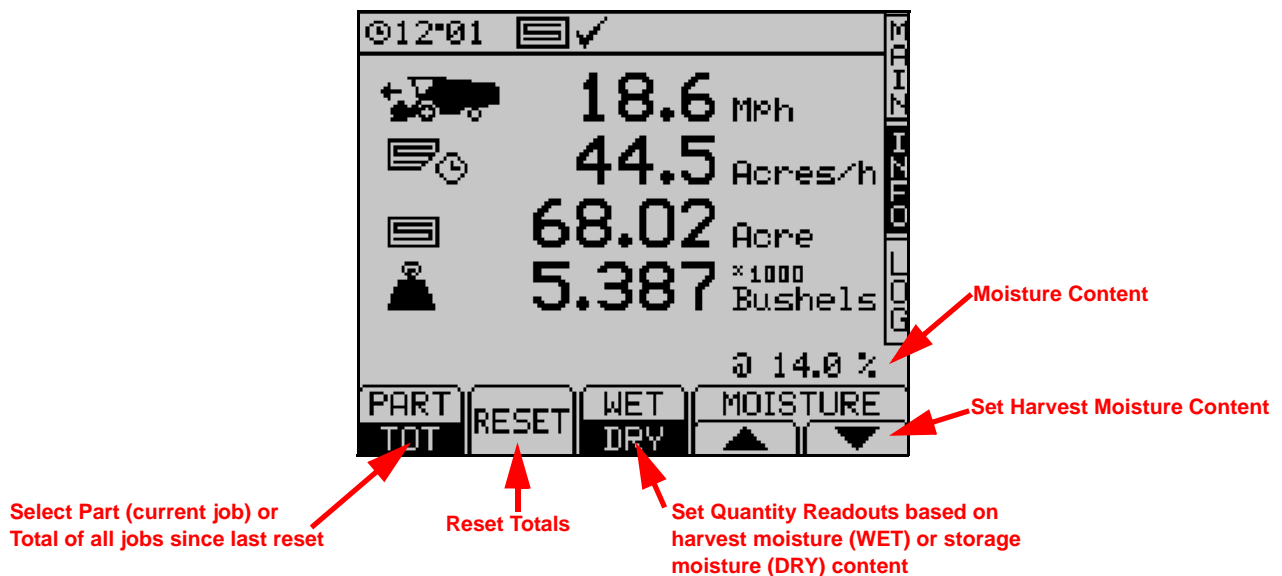 12:01
MAIN
INFO
LOG
18.6 Mph
44.5 Acres/h
68.02 Acre
5.387 ×1000 Bushels
@ 14.0 %
Moisture Content
PART
TOT
RESET
WET
DRY
MOISTURE
Set Harvest Moisture Content
Select Part (current job) or
Total of all jobs since last reset
Reset Totals
Set Quantity Readouts based on
harvest moisture (WET) or storage
moisture (DRY) content